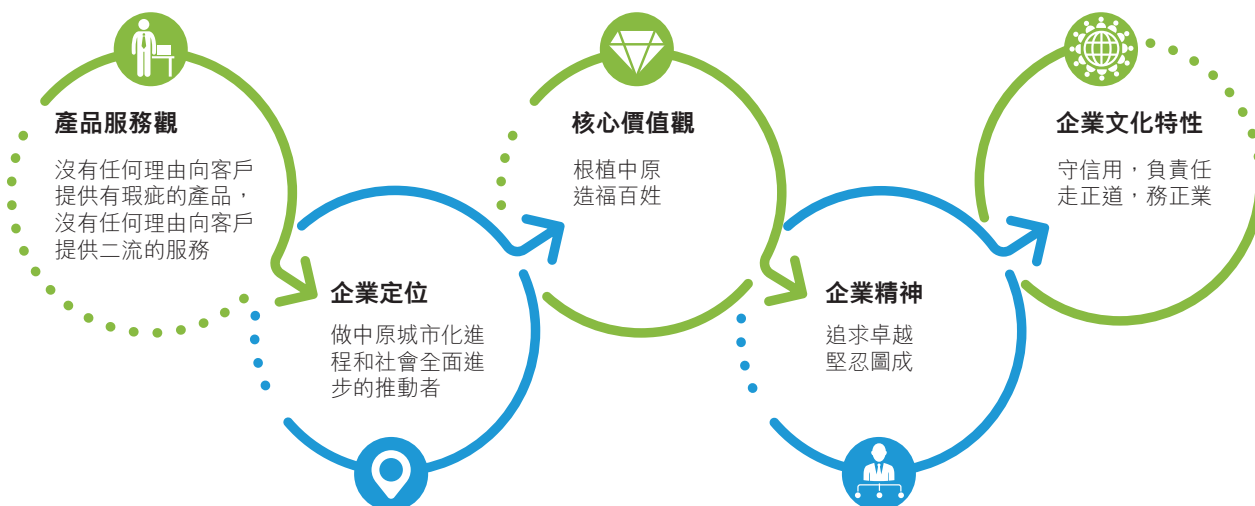 產品服務觀
沒有任何理由向客戶
提供有瑕疵的產品，
沒有任何理由向客戶
提供二流的服務
企業定位
做中原城市化進
程和社會全面進
步的推動者
核心價值觀
根植中原
造福百姓
企業精神
追求卓越
堅忍圖成
企業文化特性
守信用，負責任
走正道，務正業